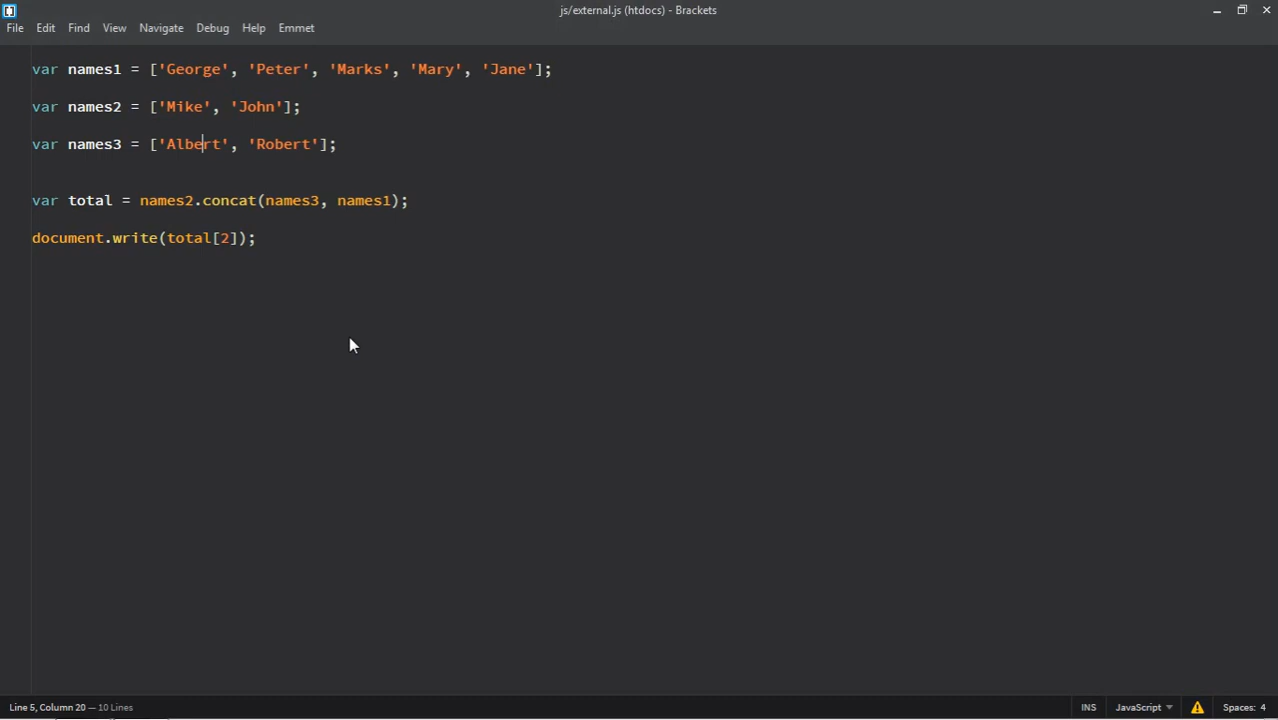 js/external.js (htdocs) - Brackets
File Edit Find View Navigate Debug Help Emmet
var names1 = ['George', 'Peter', 'Marks', 'Mary', 'Jane'];
var names2 = ['Mike', 'John'];
var names3 = ['Albert', 'Robert'];
var total = names2.concat(names3, names1);
document.write(total[2]);
Line 5, Column 20 — 10 Lines INS JavaScript Spaces: 4